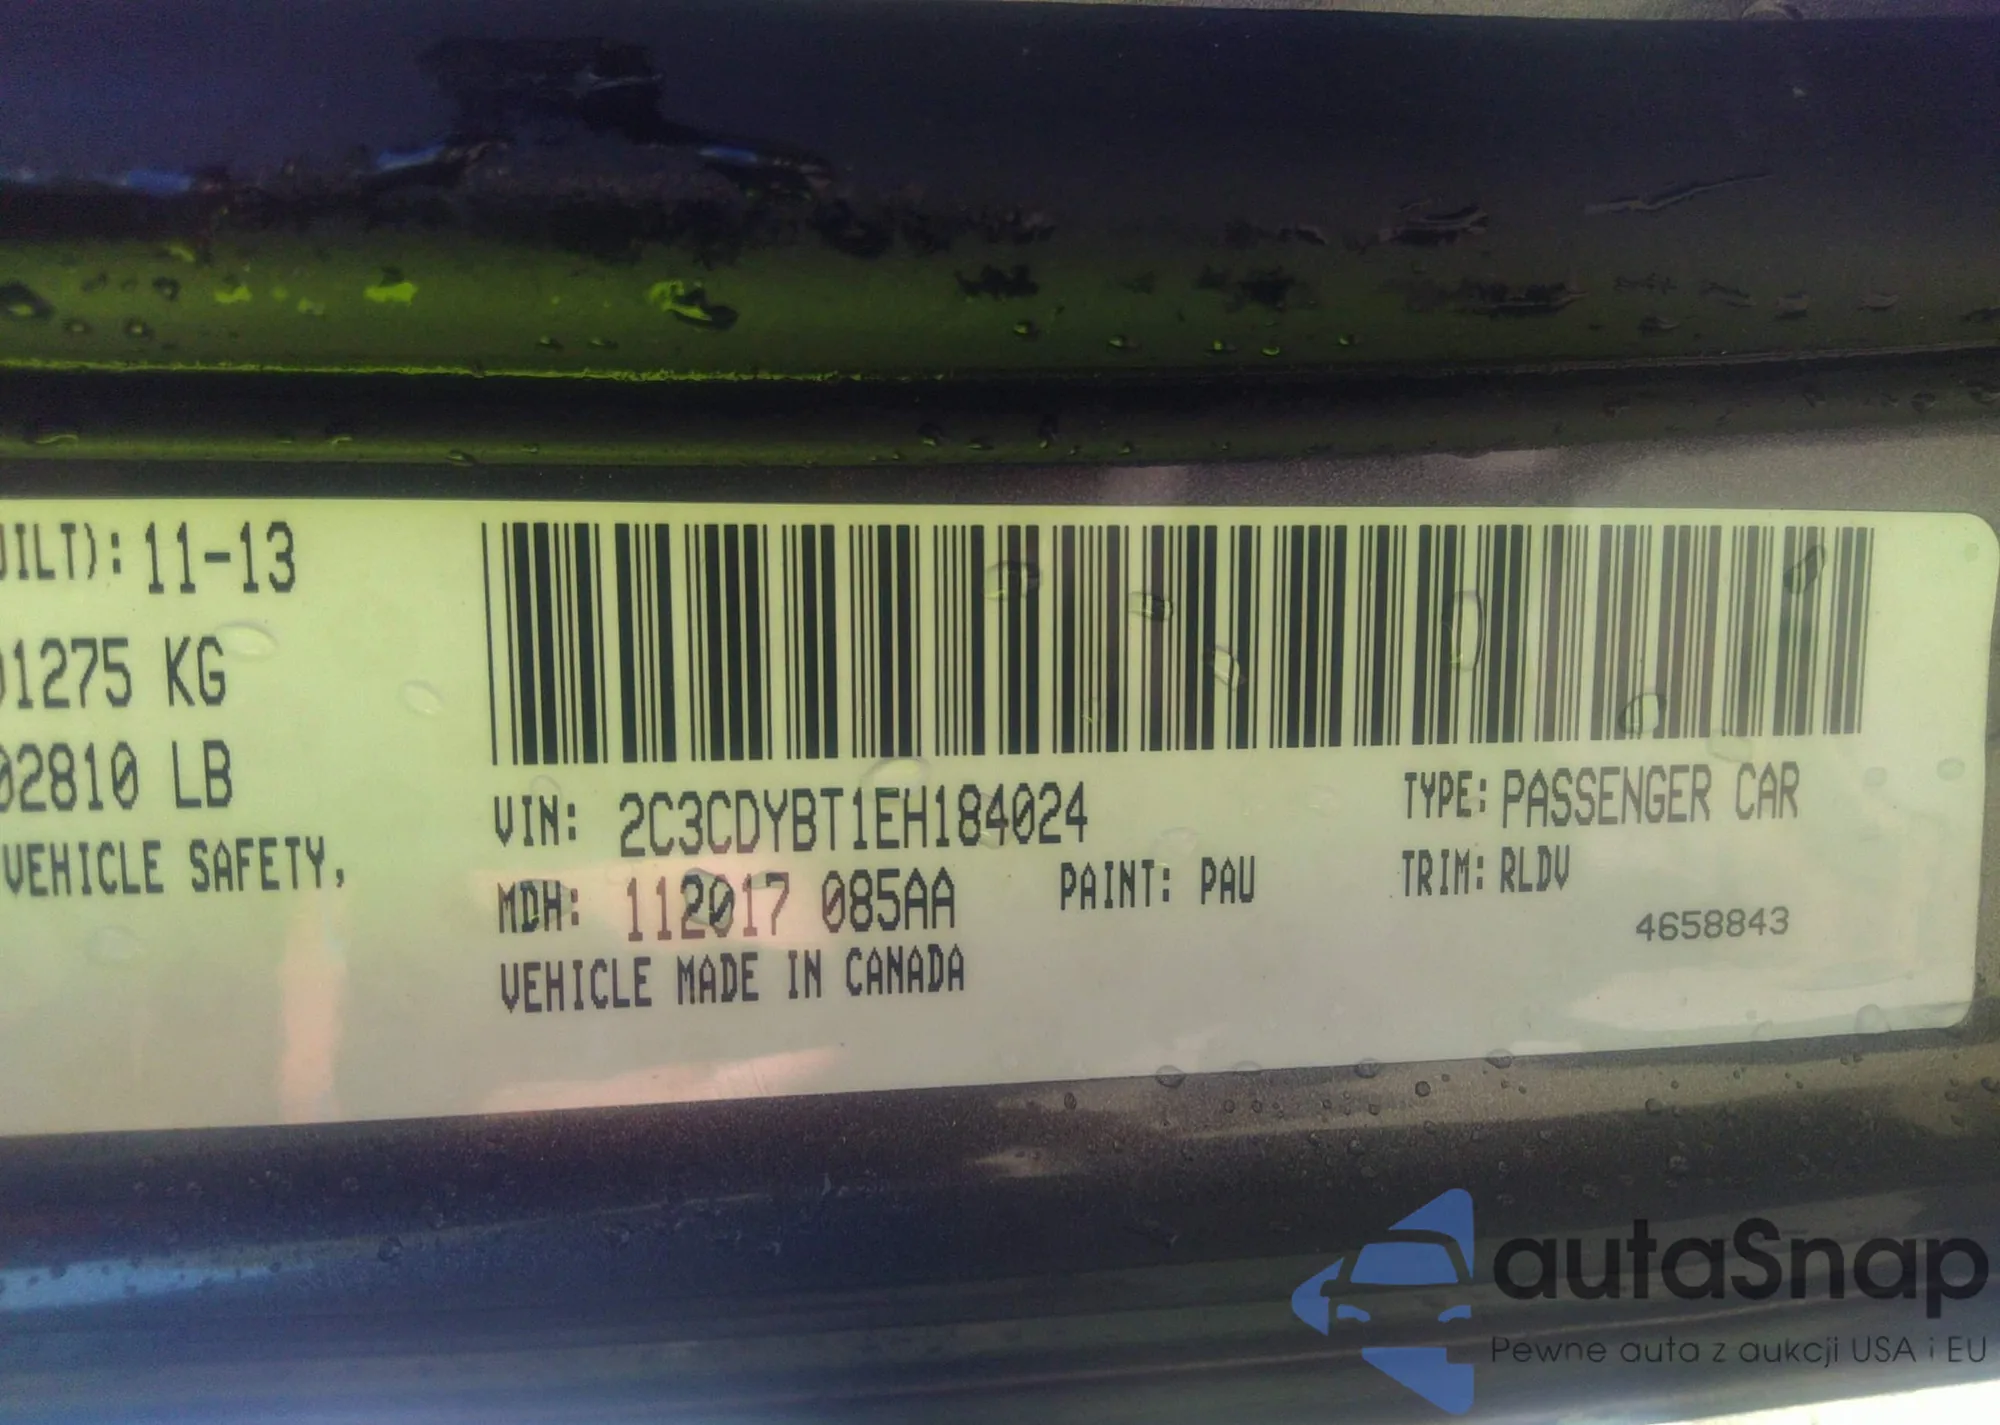 UILT): 11-13
01275 KG
02810 LB
VEHICLE SAFETY,
VIN: 2C3CDYBT1EH184024
TYPE: PASSENGER CAR
MDH: 112017 085AA
PAINT: PAU
TRIM: RLDV
VEHICLE MADE IN CANADA
4658843
autaSnap
Pewne auta z aukcji USA i EU